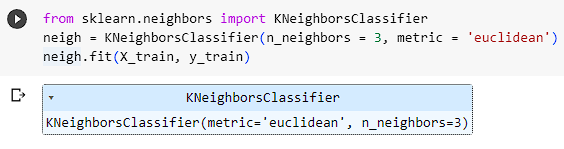 from sklearn.neighbors import KNeighborsClassifier
neigh = KNeighborsClassifier(n_neighbors = 3, metric = 'euclidean')
neigh.fit(X_train, y_train)
KNeighborsClassifier
KNeighborsClassifier(metric='euclidean', n_neighbors=3)